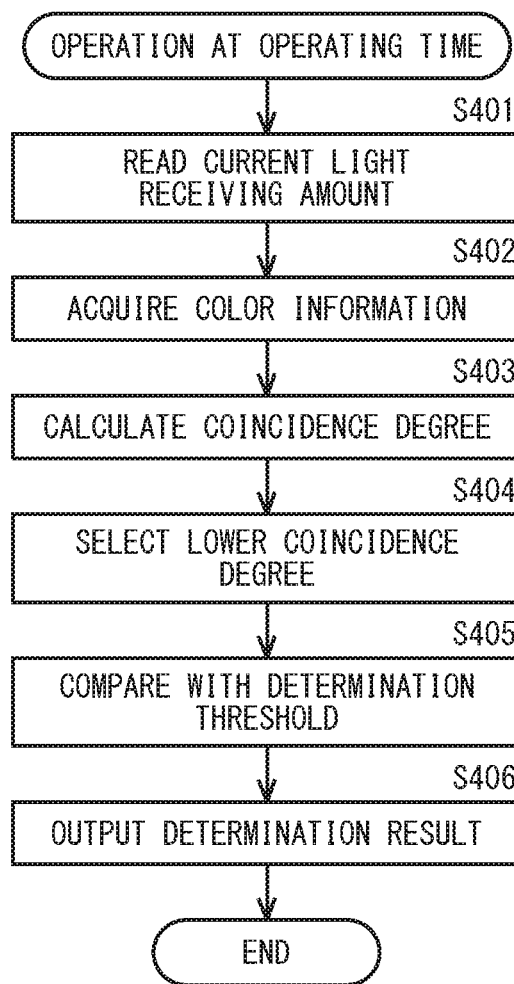 OPERATION AT OPERATING TIME
S401
READ CURRENT LIGHT
RECEIVING AMOUNT
S402
ACQUIRE COLOR INFORMATION
S403
CALCULATE COINCIDENCE DEGREE
S404
SELECT LOWER COINCIDENCE
DEGREE
S405
COMPARE WITH DETERMINATION
THRESHOLD
S406
OUTPUT DETERMINATION RESULT
END